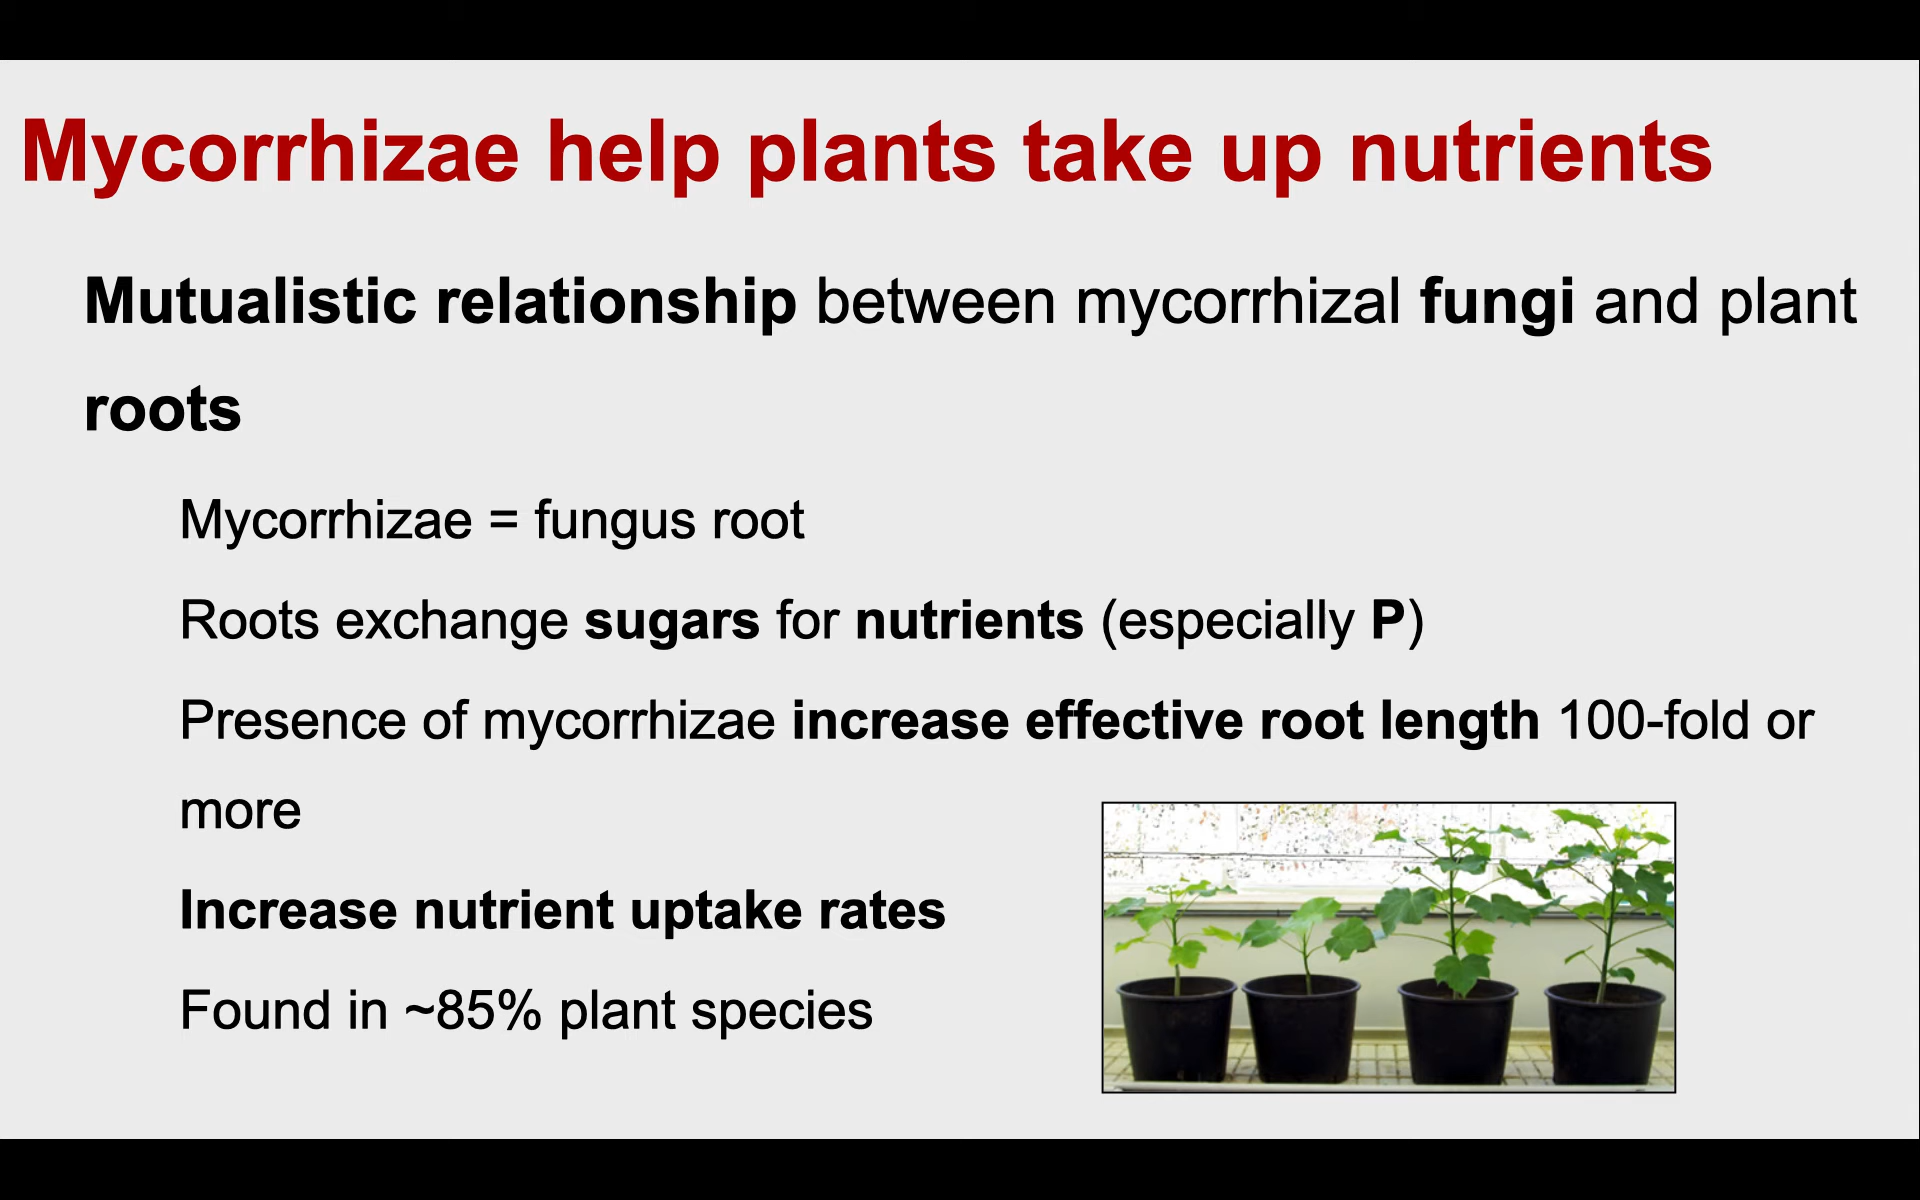 Mycorrhizae help plants take up nutrients
Mutualistic relationship between mycorrhizal fungi and plant
roots
Mycorrhizae = fungus root
Roots exchange sugars for nutrients (especially P)
Presence of mycorrhizae increase effective root length 100-fold or
more
Increase nutrient uptake rates
Found in ~85% plant species